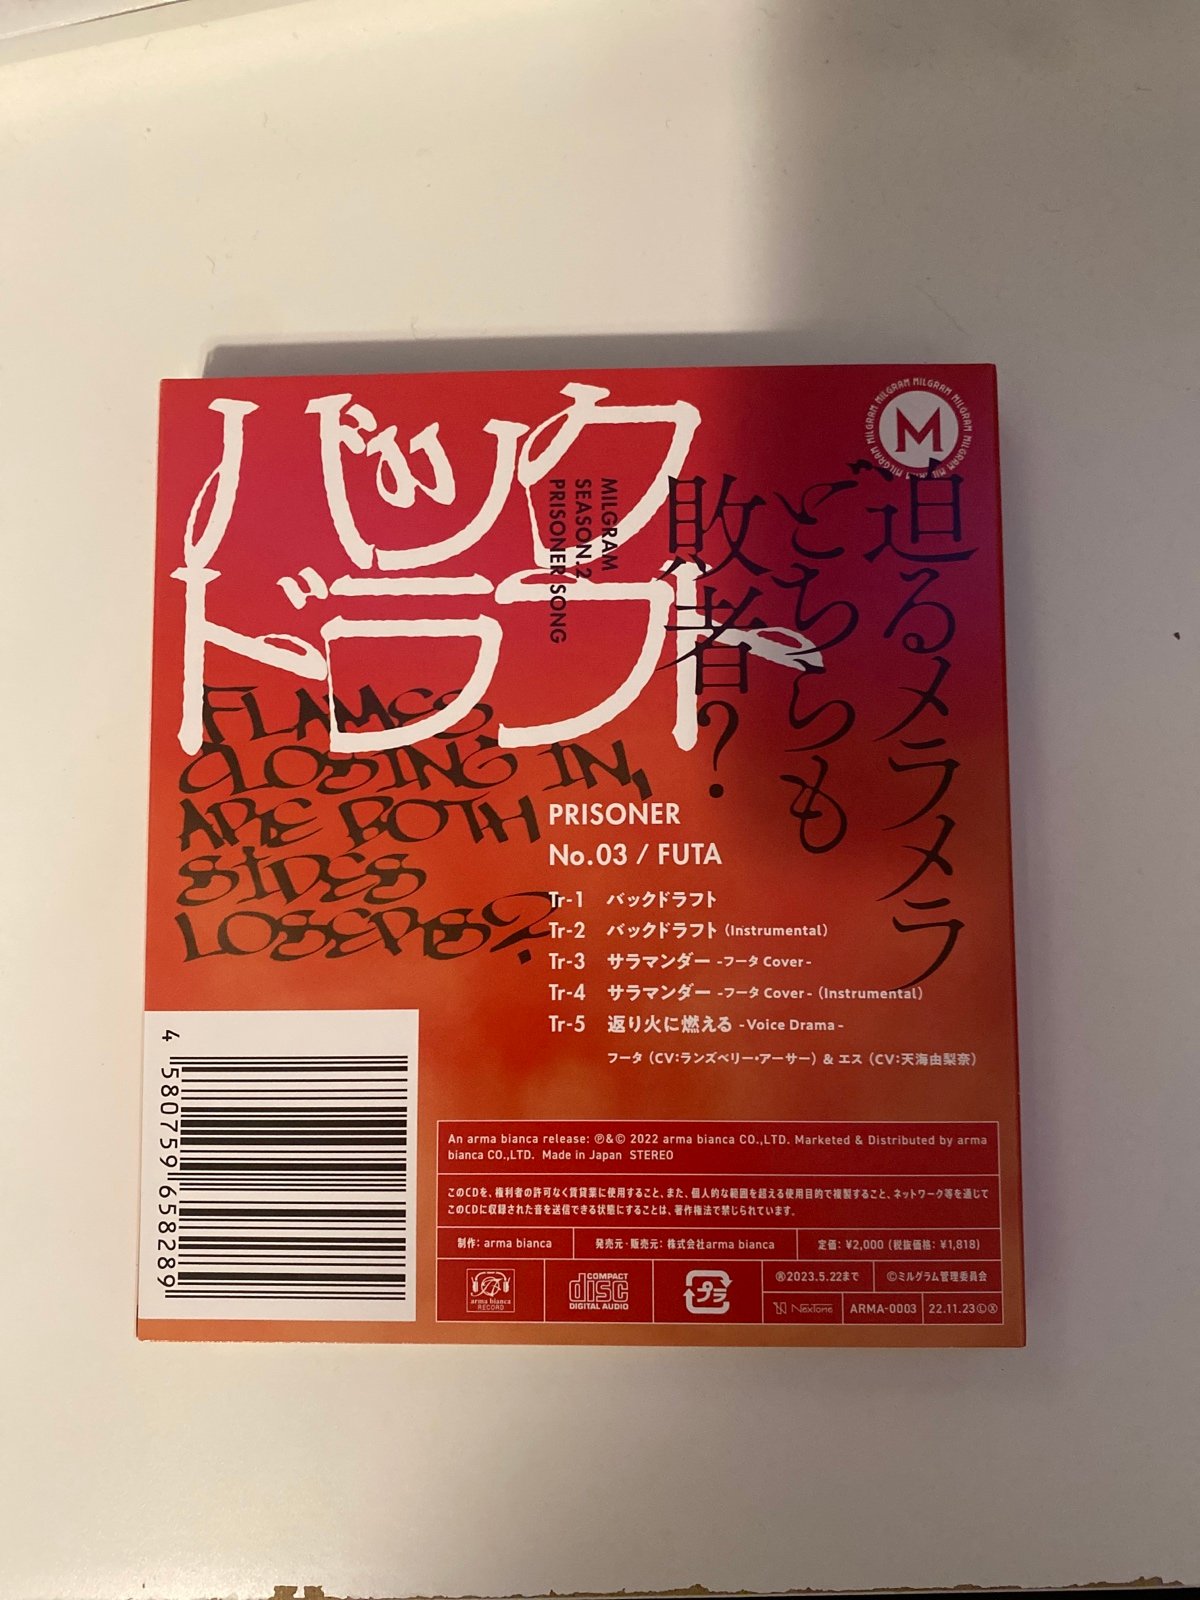 バック
ドラフト
MILGRAM
SEASON.2
PRISONER SONG
MILGRAM MILGRAM MILGRAM MILGRAM MILGRAM MILGRAM
M
迫るメラメラ
どちらも
敗者?
FLAMES
CLOSING IN,
ARE BOTH
SIDES
LOSERS?
PRISONER
No.03 / FUTA
Tr-1 バックドラフト
Tr-2 バックドラフト (Instrumental)
Tr-3 サラマンダー -フータ Cover-
Tr-4 サラマンダー -フータ Cover- (Instrumental)
Tr-5 返り火に燃える -Voice Drama-
フータ (CV:ランズベリー・アーサー) & エス (CV:天海由梨奈)
4 580759 658289
An arma bianca release: ℗&© 2022 arma bianca CO.,LTD. Marketed & Distributed by arma
bianca CO.,LTD. Made in Japan STEREO
このCDを、権利者の許可なく賃貸業に使用すること、また、個人的な範囲を超える使用目的で複製すること、ネットワーク等を通じて
このCDに収録された音を送信できる状態にすることは、著作権法で禁じられています。
制作: arma bianca
発売元・販売元: 株式会社arma bianca
定価: ¥2,000 (税抜価格: ¥1,818)
arma bianca
RECORD
COMPACT
disc
DIGITAL AUDIO
プラ
Ⓡ2023.5.22まで
©ミルグラム管理委員会
NexTone
ARMA-0003
22.11.23ⓁⓍ